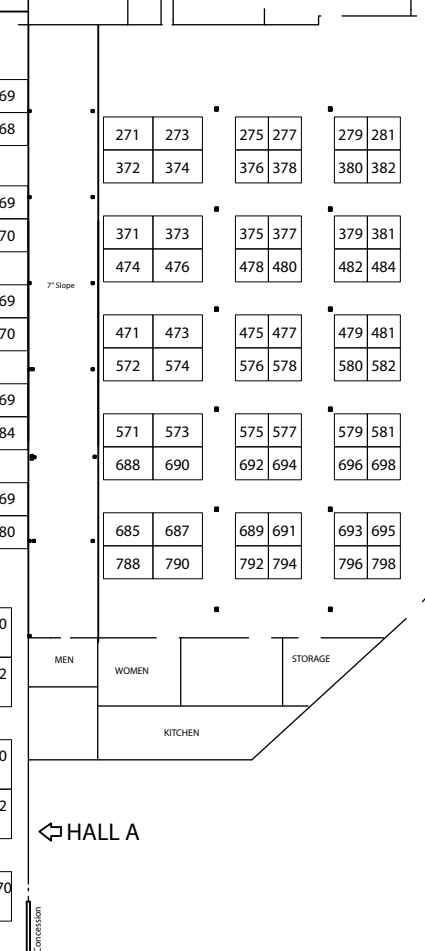 69
68
271 273 275 277 279 281
372 374 376 378 380 382
69
70
371 373 375 377 379 381
474 476 478 480 482 484
7" Slope
69
70
471 473 475 477 479 481
572 574 576 578 580 582
69
84
571 573 575 577 579 581
688 690 692 694 696 698
69
80
685 687 689 691 693 695
788 790 792 794 796 798
0
2
MEN
WOMEN
STORAGE
KITCHEN
0
2
HALL A
70
Concession